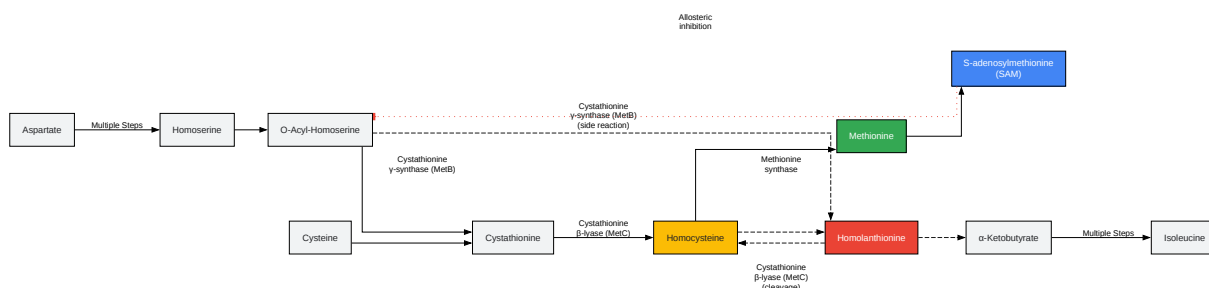 Allosteric
inhibition
S-adenosylmethionine
(SAM)
Cystathionine
γ-synthase (MetB)
(side reaction)
Aspartate
Multiple Steps
Homoserine
O-Acyl-Homoserine
Methionine
Cystathionine
γ-synthase (MetB)
Methionine
synthase
Cysteine
Cystathionine
Cystathionine
β-lyase (MetC)
Homocysteine
Homolanthionine
α-Ketobutyrate
Multiple Steps
Isoleucine
Cystathionine
β-lyase (MetC)
(cleavage)